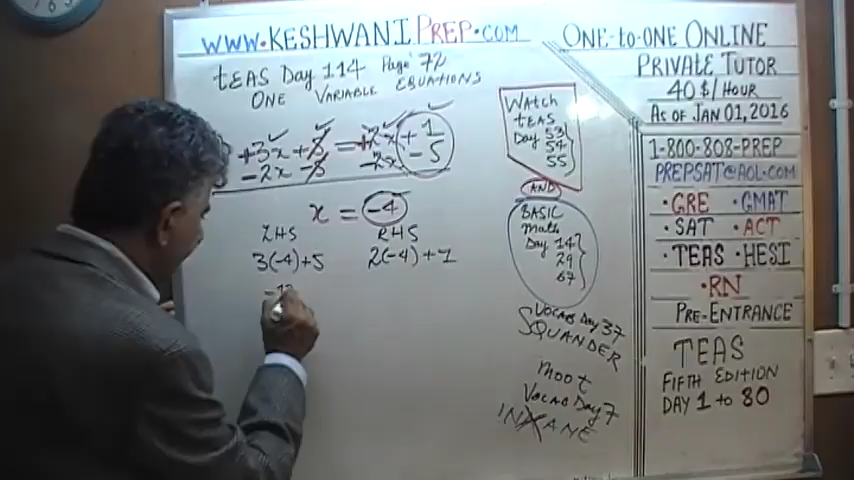 WWW.KESHWANIPREP.COM
tEAS Day 114 Page 72
ONE VARIABLE EQUATIONS
+3x + 5 = +2x + 1
-2x -5 -2x - 5
x = -4
LHS RHS
3(-4)+5 2(-4)+1
WAtcH
tEAS
Day 53
54
55
AND
BASIC
math
Day 14
29
67
VOCAB Day 37
SQUANDER
moot
Vocab Day 7
INANE
ONE-to-ONE ONLINE
PRIVATE TUTOR
40 $/HOUR
AS OF JAN 01, 2016
1-800-808-PREP
PREPSAT@AOL.COM
•GRE •GMAT
•SAT •ACT
•TEAS •HESI
•RN
PRE-ENTRANCE
TEAS
FIFTH EDITION
DAY 1 to 80